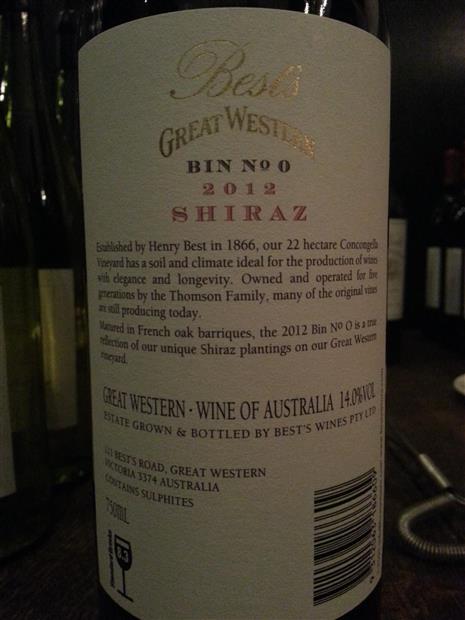 Best's
GREAT WESTERN
BIN Nº 0
2012
SHIRAZ
Established by Henry Best in 1866, our 22 hectare Concongella
Vineyard has a soil and climate ideal for the production of wines
with elegance and longevity. Owned and operated for five
generations by the Thomson Family, many of the original vines
are still producing today.
Matured in French oak barriques, the 2012 Bin Nº O is a true
reflection of our unique Shiraz plantings on our Great Western
vineyard.
GREAT WESTERN · WINE OF AUSTRALIA 14.0%VOL
ESTATE GROWN & BOTTLED BY BEST'S WINES PTY LTD
111 BEST'S ROAD, GREAT WESTERN
VICTORIA 3374 AUSTRALIA
CONTAINS SULPHITES
750mL
8.3
Standard Drinks